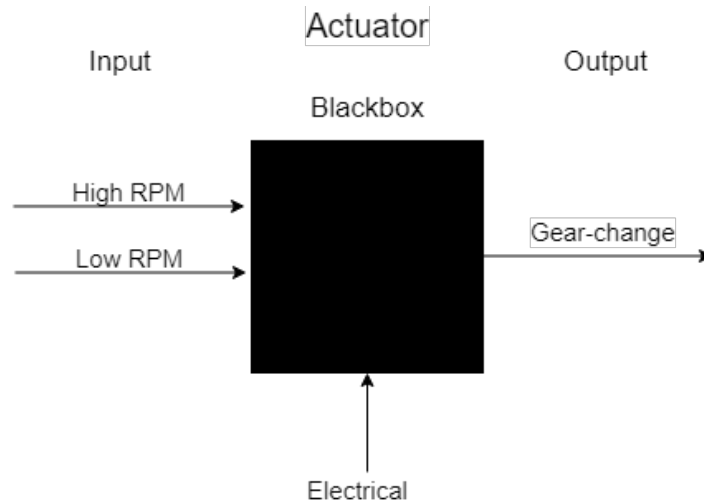 Actuator
Input
Output
Blackbox
High RPM
Low RPM
Gear-change
Electrical